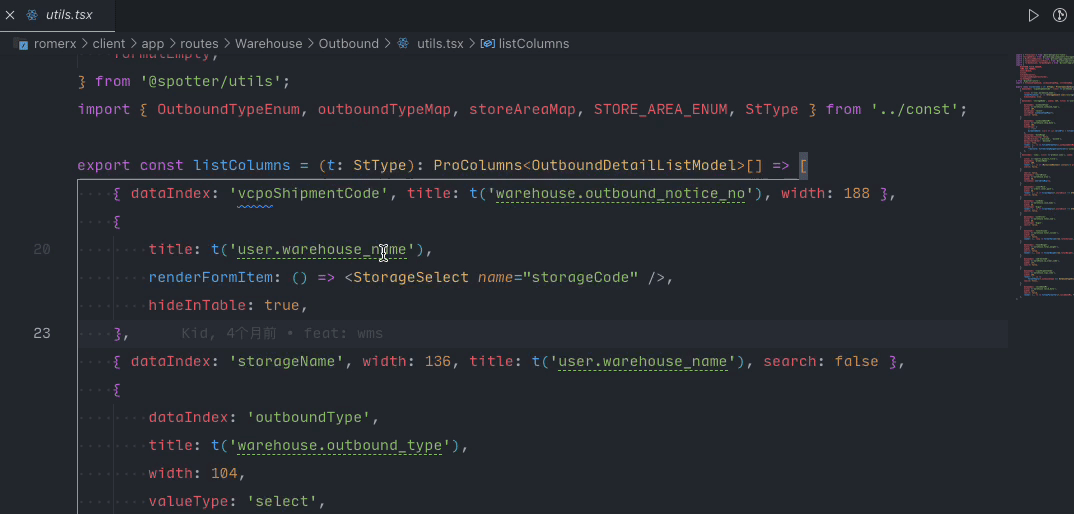 utils.tsx
romerx > client > app > routes > Warehouse > Outbound > utils.tsx > listColumns
formatEmpty,
} from '@spotter/utils';
import { OutboundTypeEnum, outboundTypeMap, storeAreaMap, STORE_AREA_ENUM, StType } from '../const';
export const listColumns = (t: StType): ProColumns<OutboundDetailListModel>[] => [
{ dataIndex: 'vcpoShipmentCode', title: t('warehouse.outbound_notice_no'), width: 188 },
{
20 title: t('user.warehouse_name'),
renderFormItem: () => <StorageSelect name="storageCode" />,
hideInTable: true,
23 }, Kid, 4个月前 • feat: wms
{ dataIndex: 'storageName', width: 136, title: t('user.warehouse_name'), search: false },
{
dataIndex: 'outboundType',
title: t('warehouse.outbound_type'),
width: 104,
valueType: 'select',